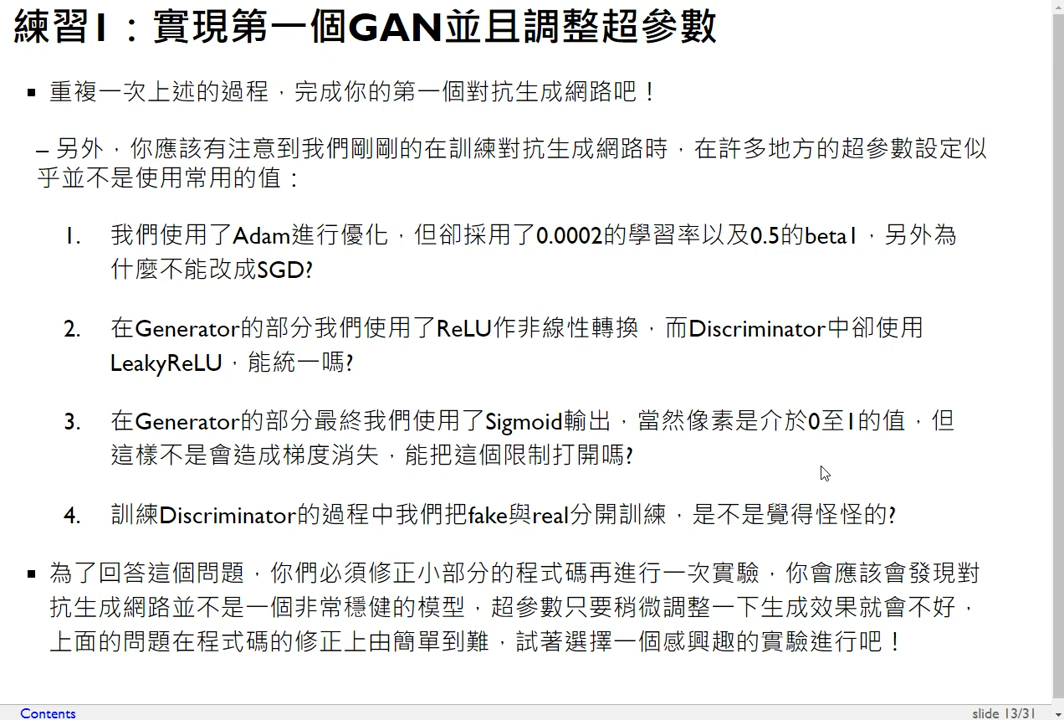 練習1：實現第一個GAN並且調整超參數
▪ 重複一次上述的過程，完成你的第一個對抗生成網路吧！
– 另外，你應該有注意到我們剛剛的在訓練對抗生成網路時，在許多地方的超參數設定似
乎並不是使用常用的值：
1. 我們使用了Adam進行優化，但卻採用了0.0002的學習率以及0.5的beta1，另外為
什麼不能改成SGD?
2. 在Generator的部分我們使用了ReLU作非線性轉換，而Discriminator中卻使用
LeakyReLU，能統一嗎?
3. 在Generator的部分最終我們使用了Sigmoid輸出，當然像素是介於0至1的值，但
這樣不是會造成梯度消失，能把這個限制打開嗎?
4. 訓練Discriminator的過程中我們把fake與real分開訓練，是不是覺得怪怪的?
▪ 為了回答這個問題，你們必須修正小部分的程式碼再進行一次實驗，你會應該會發現對
抗生成網路並不是一個非常穩健的模型，超參數只要稍微調整一下生成效果就會不好，
上面的問題在程式碼的修正上由簡單到難，試著選擇一個感興趣的實驗進行吧！
Contents
slide 13/31